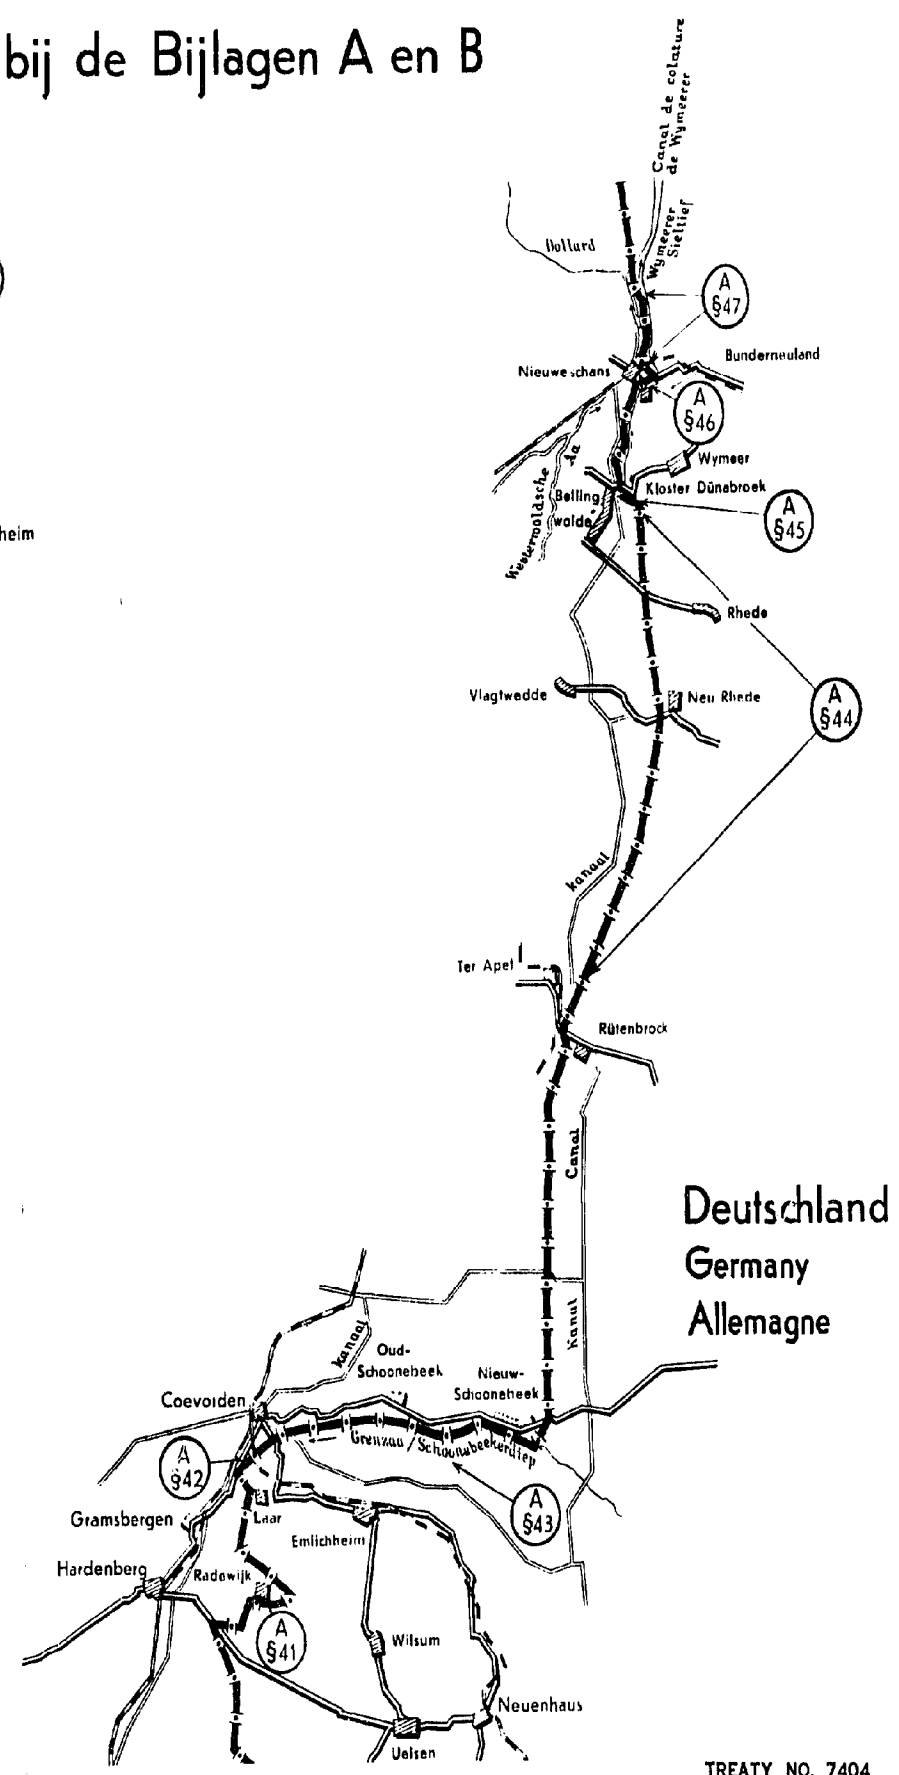 bij de Bijlagen A en B
Canal de colature
de Wymeerer
Wymeerer
Sieltief
Dollard
A
§47
Bunderneuland
Nieuweschans
A
§46
Wymeer
Kloster Dünebroek
Belling
wolde
A
§45
Westerwoldsche Aa
heim
Rhede
Vlagtwedde
Neu Rhede
A
§44
kanaal
Ter Apel
Rütenbrock
Canal
Deutschland
Germany
Allemagne
Kanal
kanaal
Oud-
Schoonebeek
Nieuw-
Schoonebeek
Coevorden
Grenzaa / Schoonebeekerdiep
A
§42
A
§43
Gramsbergen
Laar
Emlichheim
Hardenberg
Radewijk
A
§41
Wilsum
Neuenhaus
Uelsen
TREATY NO. 7404